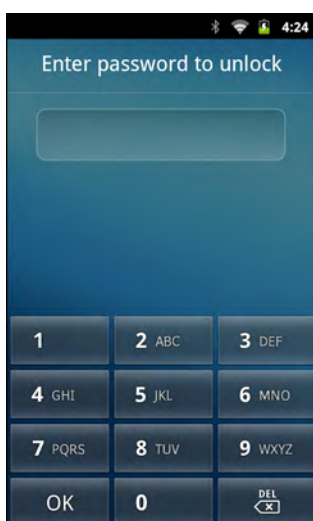 4:24
Enter password to unlock
1
2 ABC
3 DEF
4 GHI
5 JKL
6 MNO
7 PQRS
8 TUV
9 WXYZ
OK
0
DEL